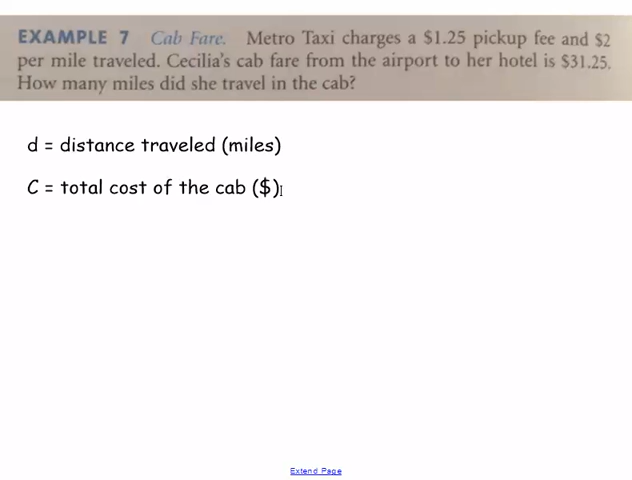 EXAMPLE 7 Cab Fare. Metro Taxi charges a $1.25 pickup fee and $2
per mile traveled. Cecilia's cab fare from the airport to her hotel is $31.25.
How many miles did she travel in the cab?
d = distance traveled (miles)
C = total cost of the cab ($)
Extend Page